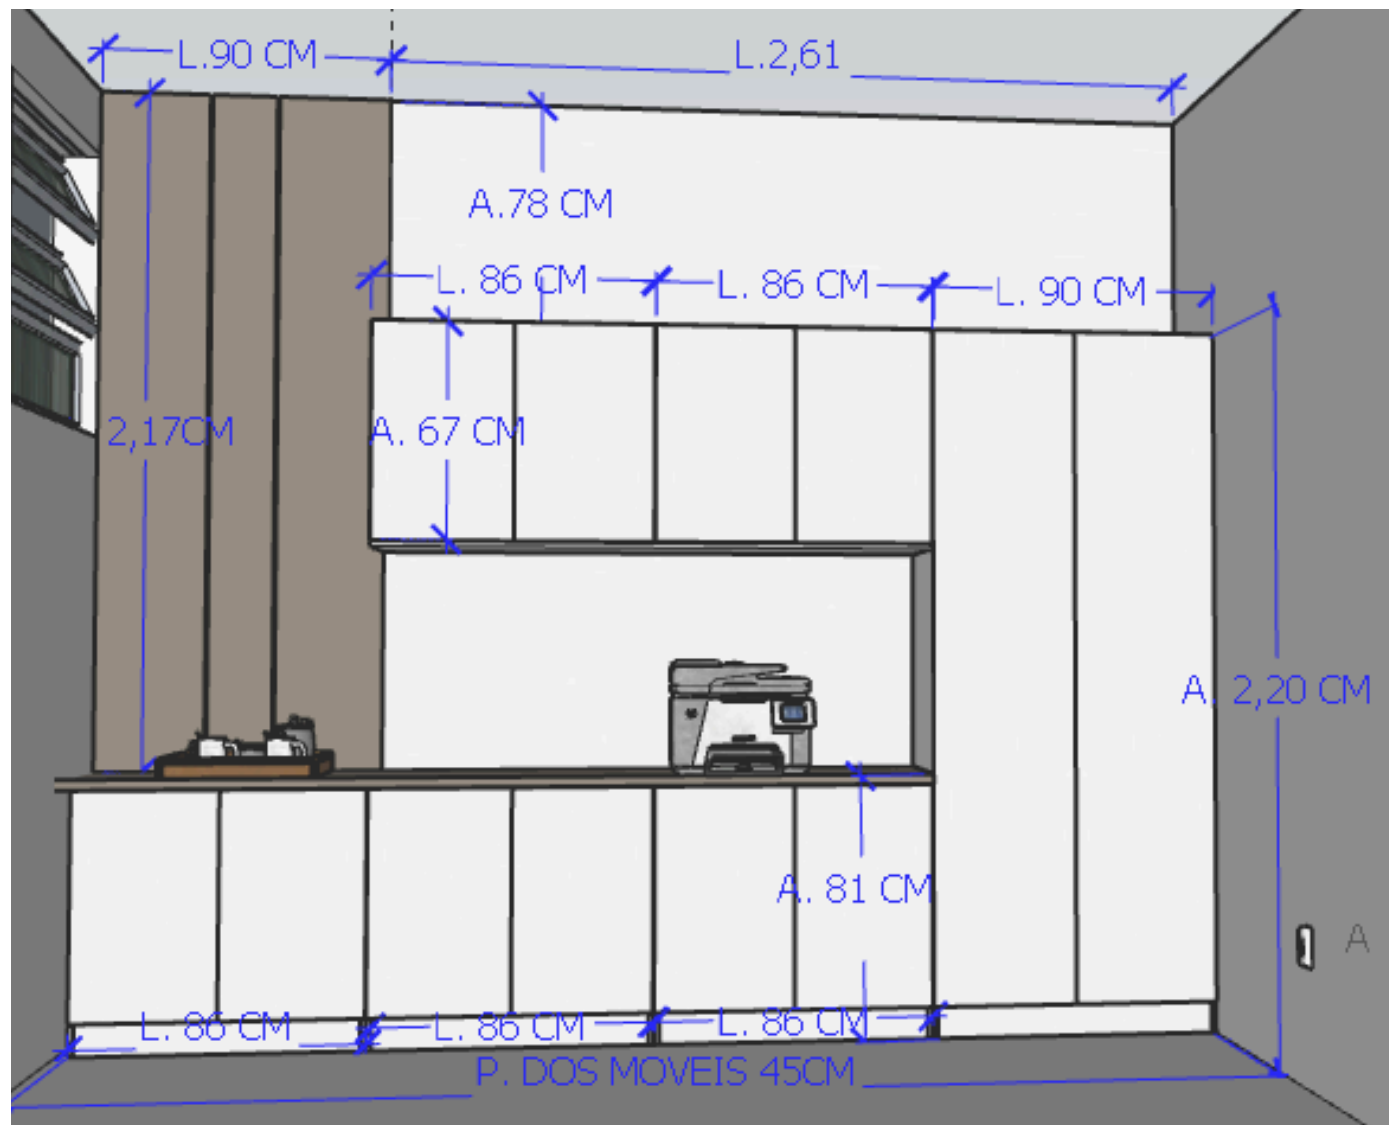 L.90 CM
L.2,61
A.78 CM
L. 86 CM
L. 86 CM
L. 90 CM
2,17CM
A. 67 CM
A. 2,20 CM
A. 81 CM
A
L. 86 CM
L. 86 CM
L. 86 CM
P. DOS MOVEIS 45CM